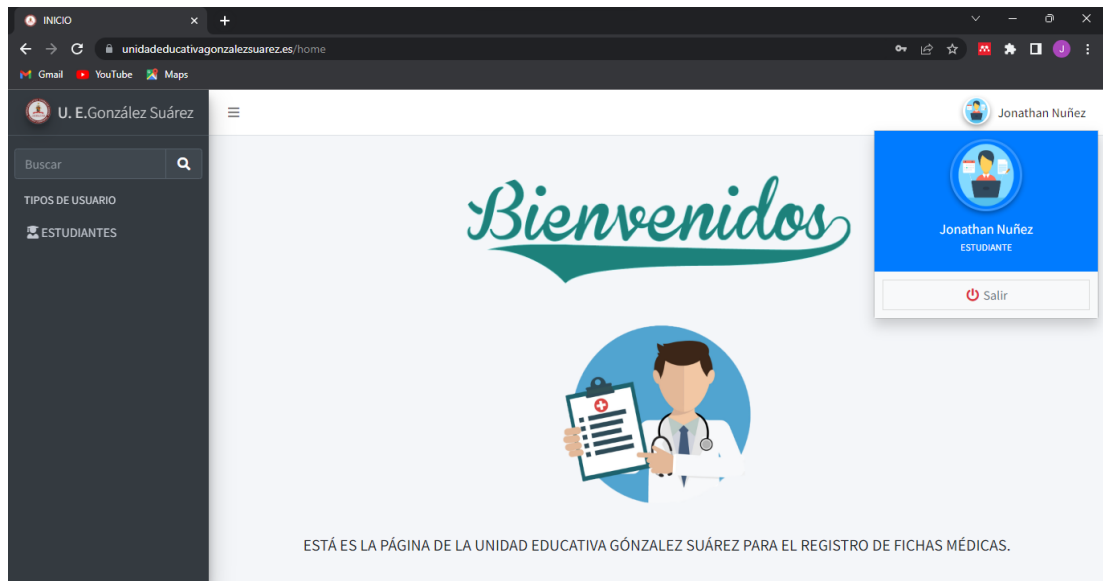 INICIO
unidadeducativagonzalezsuarez.es/home
Gmail YouTube Maps
U. E.González Suárez
Jonathan Nuñez
Buscar
TIPOS DE USUARIO
ESTUDIANTES
Bienvenidos
Jonathan Nuñez
ESTUDIANTE
Salir
ESTÁ ES LA PÁGINA DE LA UNIDAD EDUCATIVA GÓNZALEZ SUÁREZ PARA EL REGISTRO DE FICHAS MÉDICAS.
J